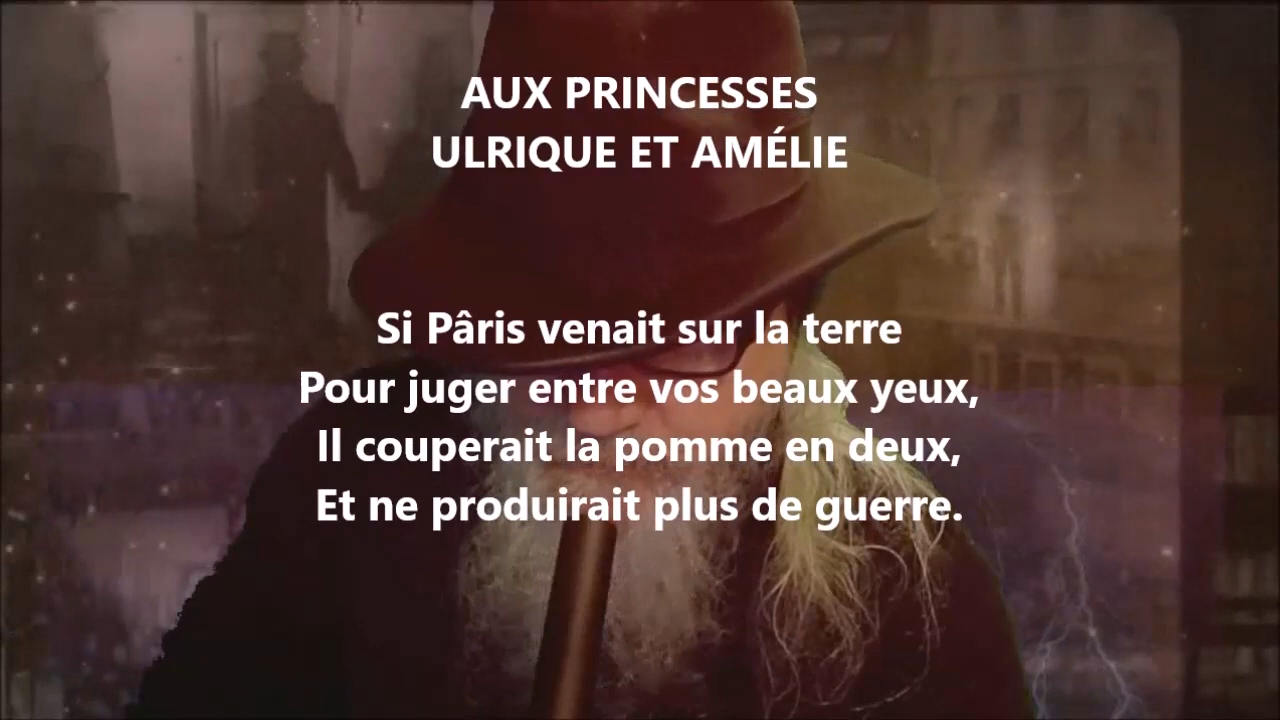 AUX PRINCESSES
ULRIQUE ET AMÉLIE
Si Pâris venait sur la terre
Pour juger entre vos beaux yeux,
Il couperait la pomme en deux,
Et ne produirait plus de guerre.